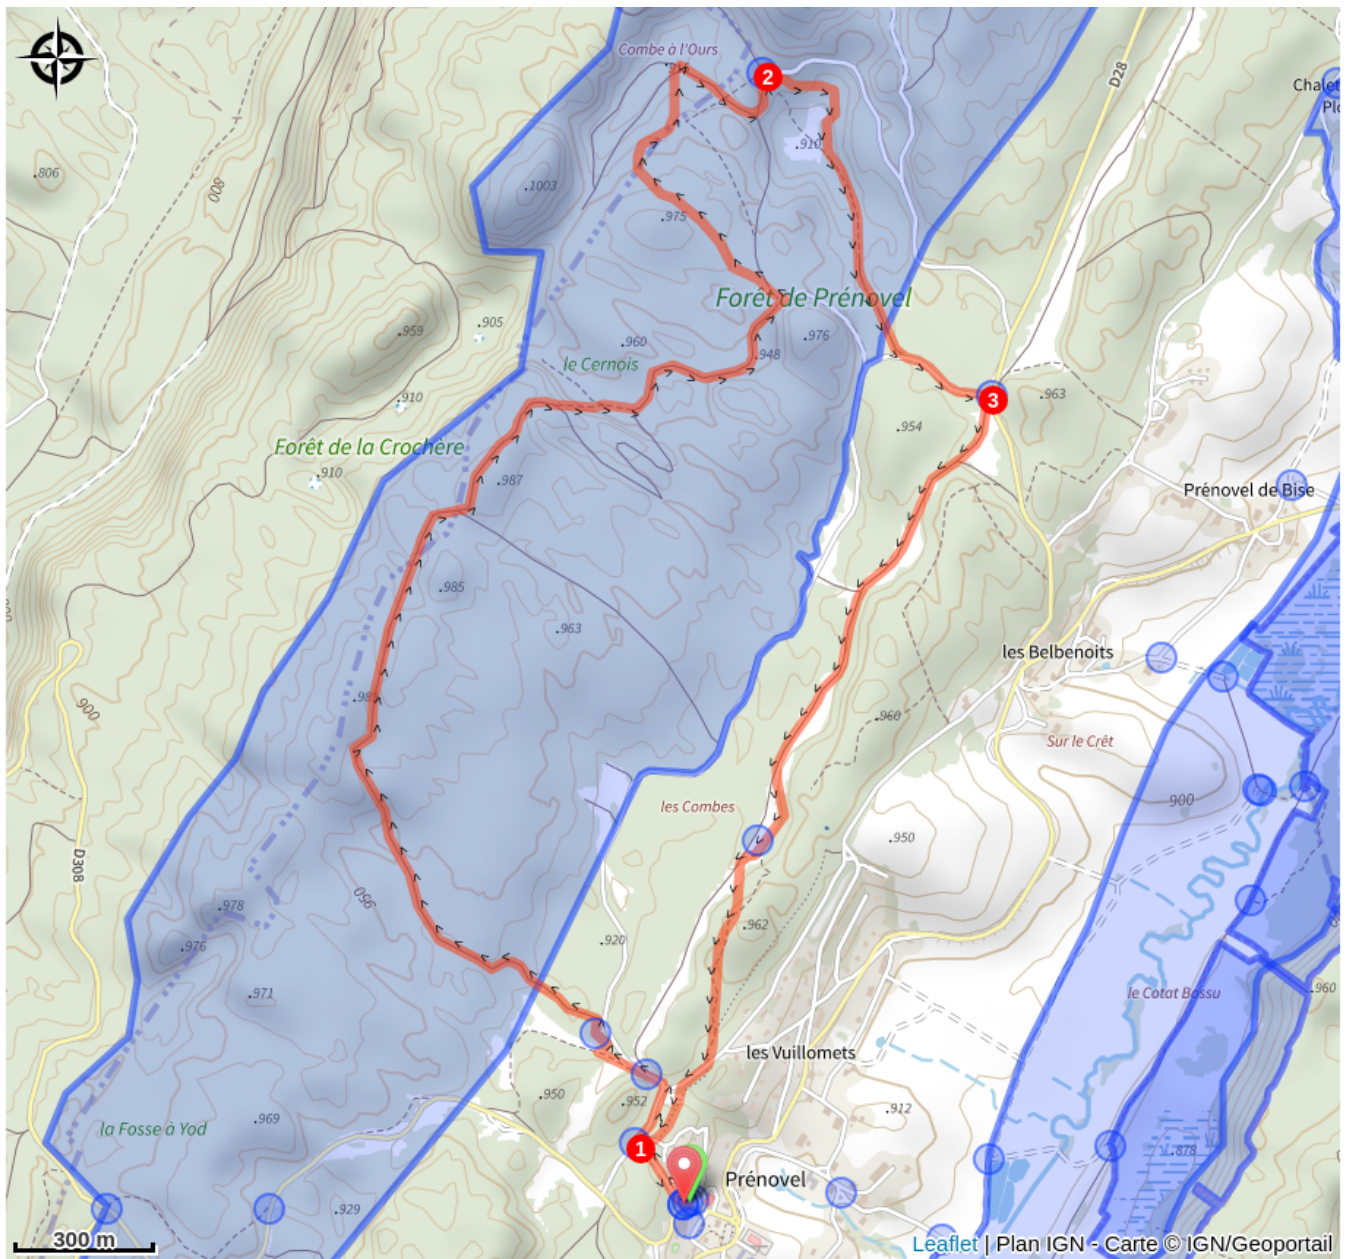 Combe à l'Ours
2
D28
Chalet
Plo
.806
800
.910
.1003
.975
Forêt de Prénovel
.905
.959
.960
.976
.948
le Cernois
.910
3
.963
.954
Forêt de la Crochère
.910
.987
Prénovel de Bise
.985
.963
les Belbenoits
900
.960
Sur le Crêt
les Combes
900
.950
D308
950
.978
.962
.976
.920
.971
le Cotat Bossu
.960
les Vuillomets
.950
.952
.912
.969
la Fosse à Yod
1
.878
Prénovel
.929
300 m
Leaflet | Plan IGN - Carte © IGN/Geoportail